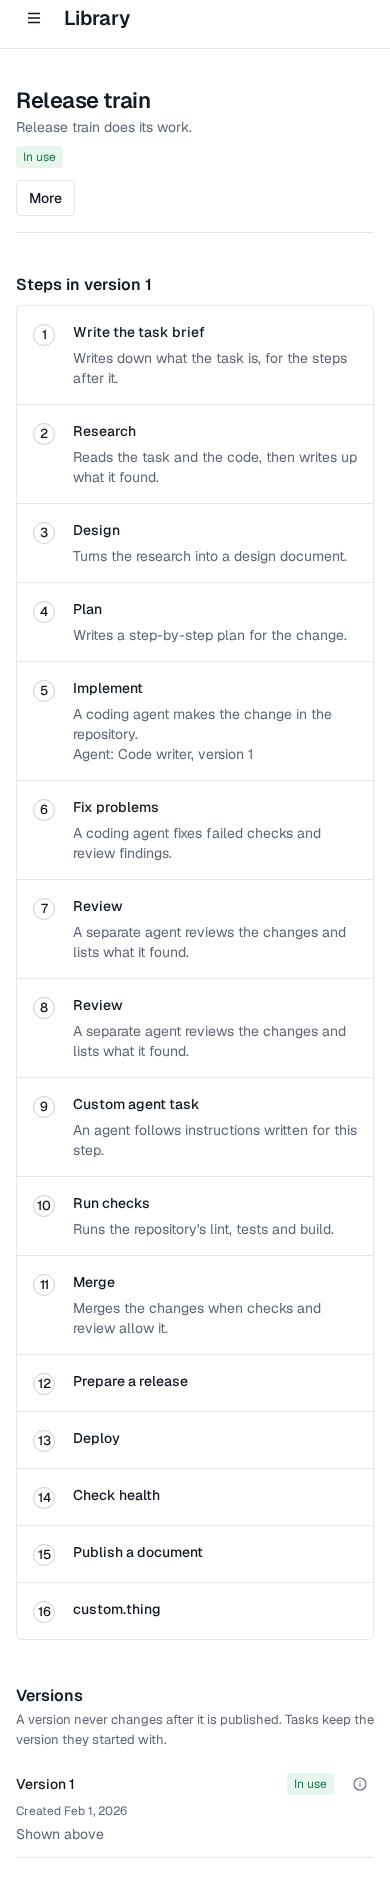 Library
Release train
Release train does its work.
In use
More
Steps in version 1
1
Write the task brief
Writes down what the task is, for the steps
after it.
2
Research
Reads the task and the code, then writes up
what it found.
3
Design
Turns the research into a design document.
4
Plan
Writes a step-by-step plan for the change.
5
Implement
A coding agent makes the change in the
repository.
Agent: Code writer, version 1
6
Fix problems
A coding agent fixes failed checks and
review findings.
7
Review
A separate agent reviews the changes and
lists what it found.
8
Review
A separate agent reviews the changes and
lists what it found.
9
Custom agent task
An agent follows instructions written for this
step.
10
Run checks
Runs the repository's lint, tests and build.
11
Merge
Merges the changes when checks and
review allow it.
12
Prepare a release
13
Deploy
14
Check health
15
Publish a document
16
custom.thing
Versions
A version never changes after it is published. Tasks keep the
version they started with.
Version 1
In use
Created Feb 1, 2026
Shown above